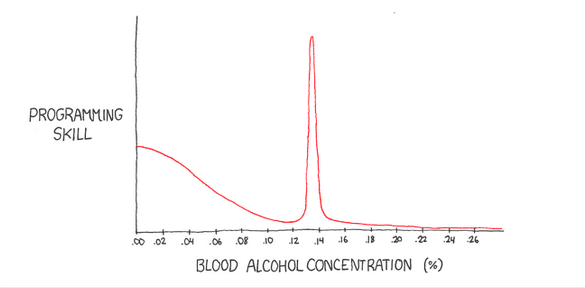 PROGRAMMING
SKILL
.00 .02 .04 .06 .08 .10 .12 .14 .16 .18 .20 .22 .24 .26
BLOOD ALCOHOL CONCENTRATION (%)